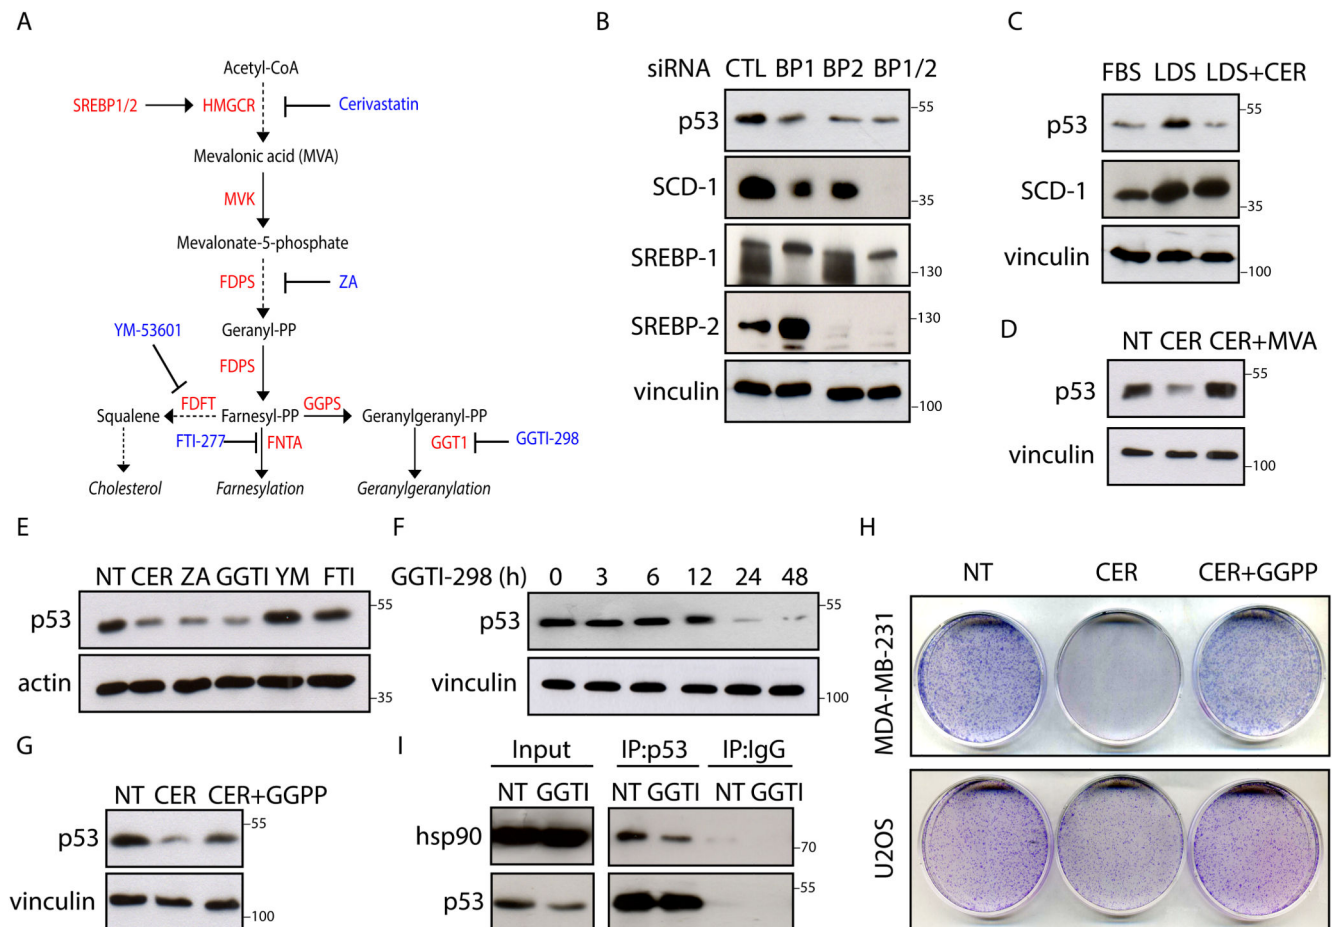 A
Acetyl-CoA
SREBP1/2 HMGCR Cerivastatin
Mevalonic acid (MVA)
MVK
Mevalonate-5-phosphate
FDPS ZA
YM-53601 Geranyl-PP
FDPS
FDFT GGPS
Squalene Farnesyl-PP Geranylgeranyl-PP
FTI-277 FNTA GGT1 GGTI-298
Cholesterol Farnesylation Geranylgeranylation
B
siRNA CTL BP1 BP2 BP1/2
p53 –55
SCD-1 –35
SREBP-1 –130
SREBP-2 –130
vinculin –100
C
FBS LDS LDS+CER
p53 –55
SCD-1 –35
vinculin –100
D
NT CER CER+MVA
p53 –55
vinculin –100
E
NT CER ZA GGTI YM FTI
p53 –55
actin –35
F
GGTI-298 (h) 0 3 6 12 24 48
p53 –55
vinculin –100
G
NT CER CER+GGPP
p53 –55
vinculin –100
H
NT CER CER+GGPP
MDA-MB-231
U2OS
I
Input IP:p53 IP:IgG
NT GGTI NT GGTI NT GGTI
hsp90 –70
p53 –55